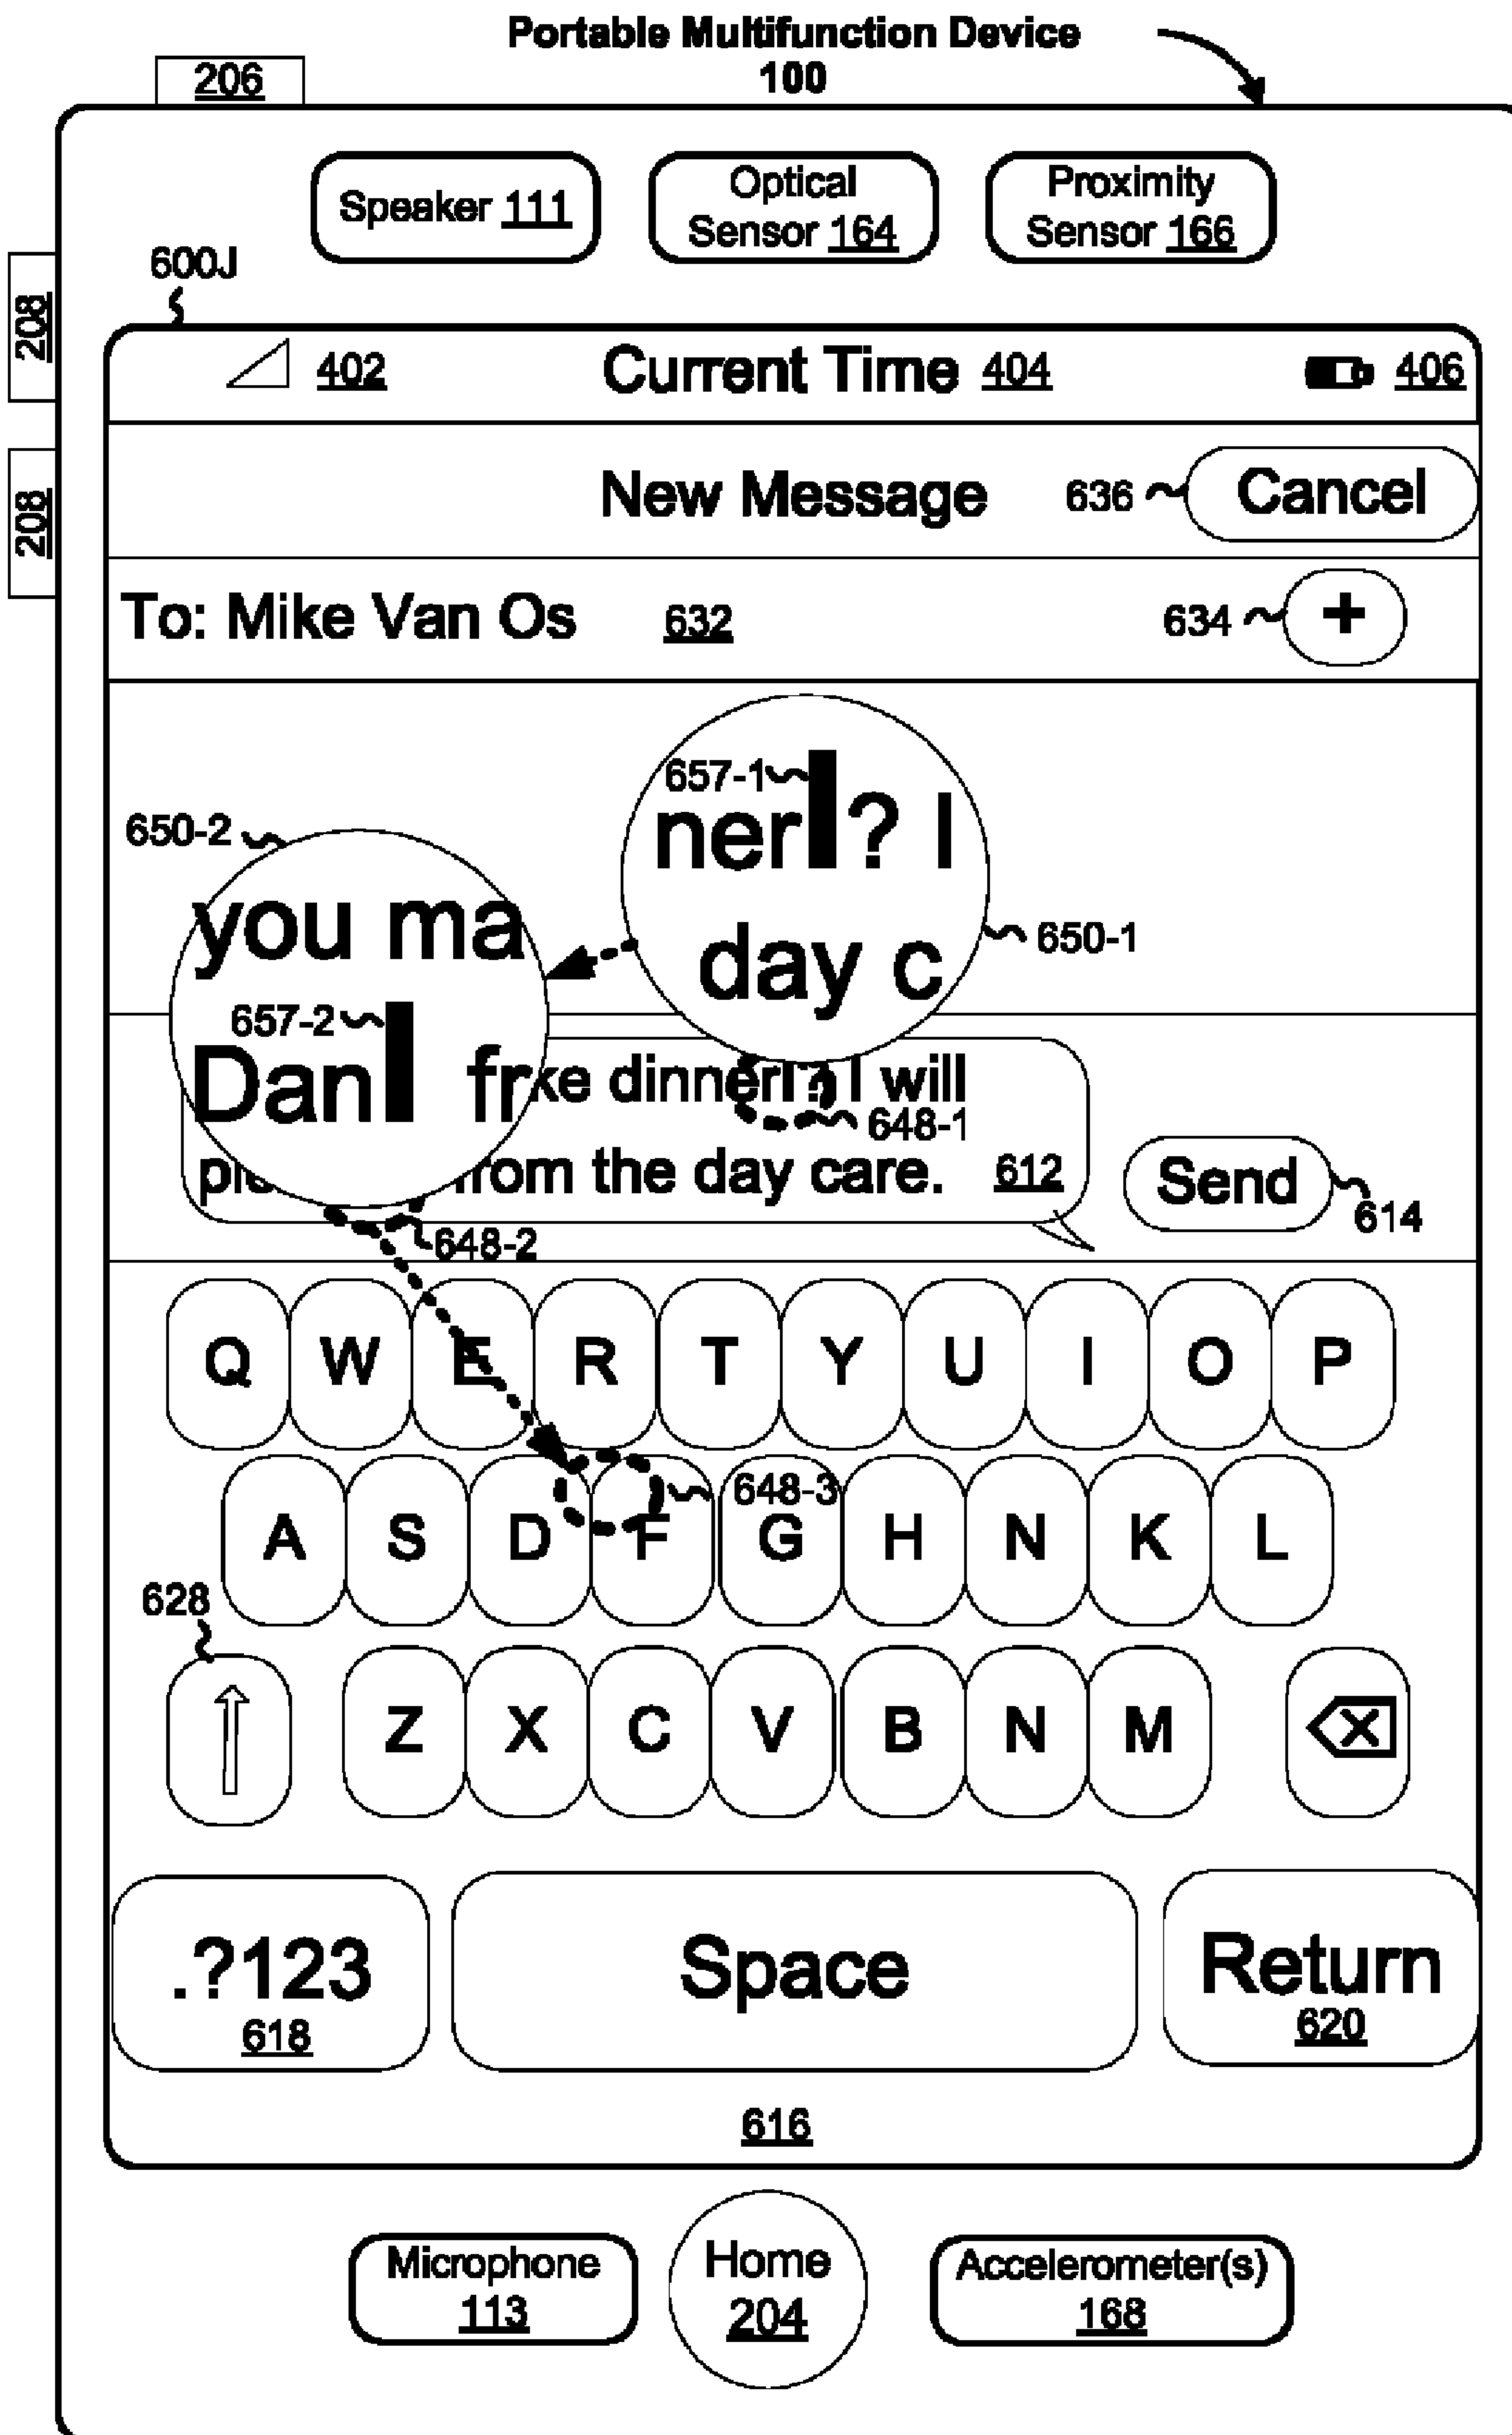 Portable Multifunction Device
100
206
Speaker 111
Optical
Sensor 164
Proximity
Sensor 166
600J
208
402
Current Time 404
406
208
New Message
636
Cancel
To: Mike Van Os
632
634
+
657-1
ner? I
day c
650-1
650-2
you ma
657-2
Dan fr
ke dinner? I will
648-1
from the day care.
612
Send
614
648-2
Q W E R T Y U I O P
648-3
A S D F G H N K L
628
Z X C V B N M
.?123
618
Space
Return
620
616
Microphone
113
Home
204
Accelerometer(s)
168